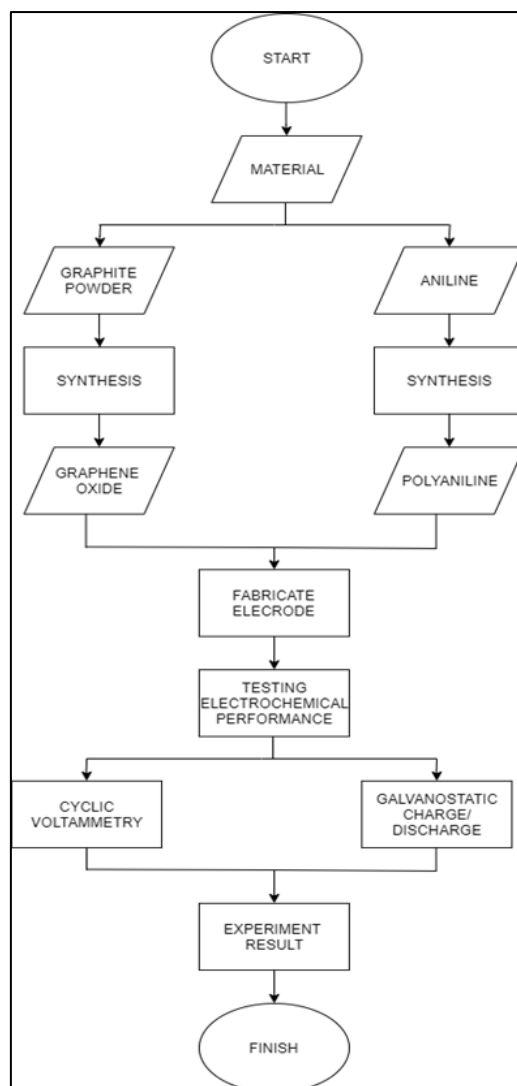 START
MATERIAL
GRAPHITE
POWDER
ANILINE
SYNTHESIS
SYNTHESIS
GRAPHENE
OXIDE
POLYANILINE
FABRICATE
ELECRODE
TESTING
ELECTROCHEMICAL
PERFORMANCE
CYCLIC
VOLTAMMETRY
GALVANOSTATIC
CHARGE/
DISCHARGE
EXPERIMENT
RESULT
FINISH